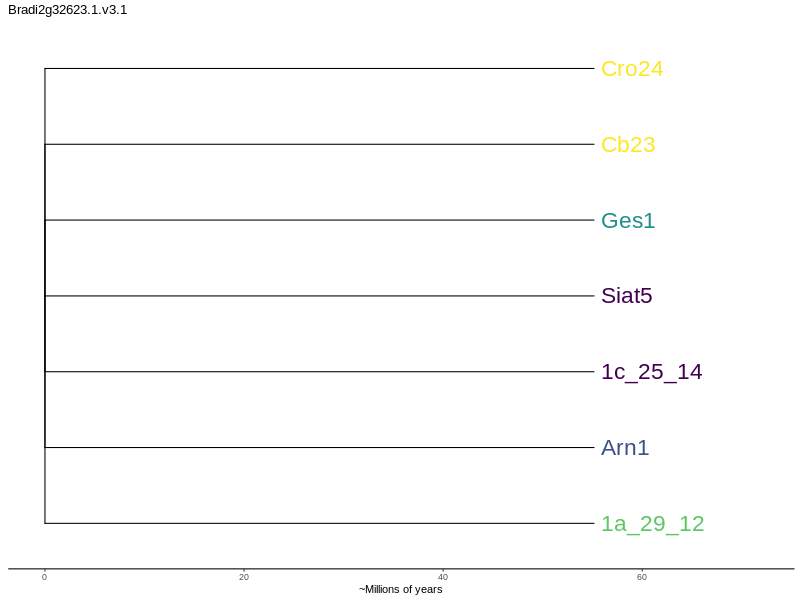 Bradi2g32623.1.v3.1
Cro24
Cb23
Ges1
Siat5
1c_25_14
Arn1
1a_29_12
0 20 40 60
~Millions of years